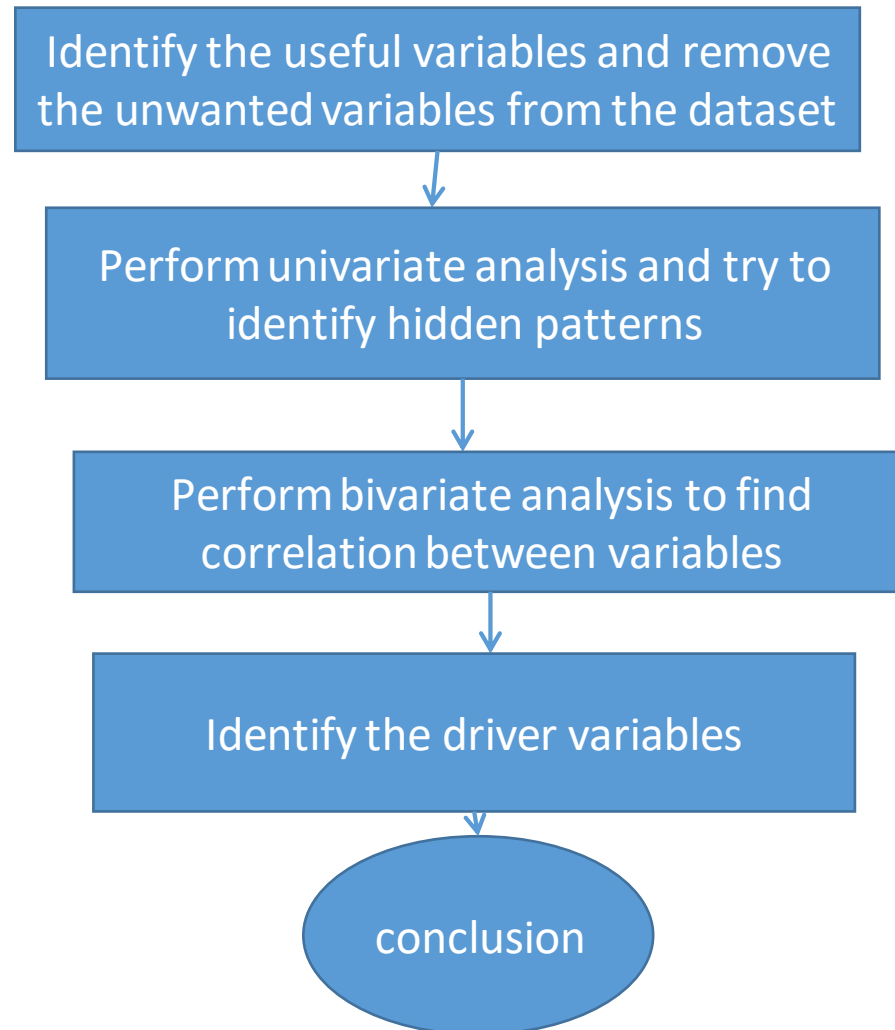 Identify the useful variables and remove
the unwanted variables from the dataset
Perform univariate analysis and try to
identify hidden patterns
Perform bivariate analysis to find
correlation between variables
Identify the driver variables
conclusion